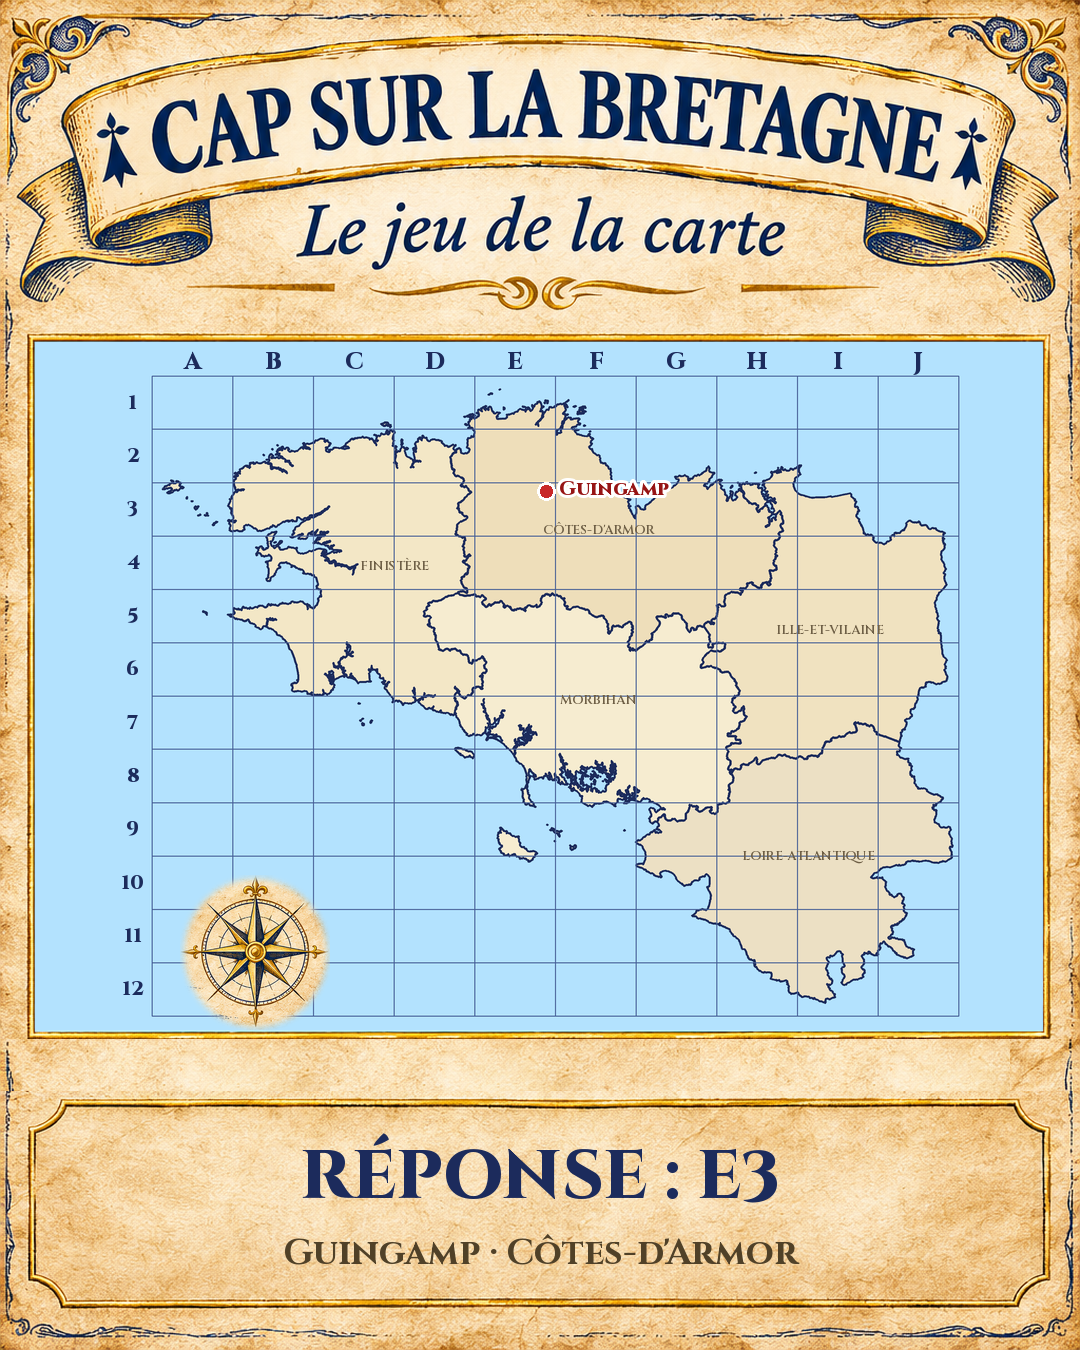 CAP SUR LA BRETAGNE
Le jeu de la carte
A B C D E F G H I J
1
2
3
4
5
6
7
8
9
10
11
12
Guingamp
CÔTES-D'ARMOR
FINISTÈRE
ILLE-ET-VILAINE
MORBIHAN
LOIRE-ATLANTIQUE
RÉPONSE : E3
Guingamp · Côtes-d'Armor